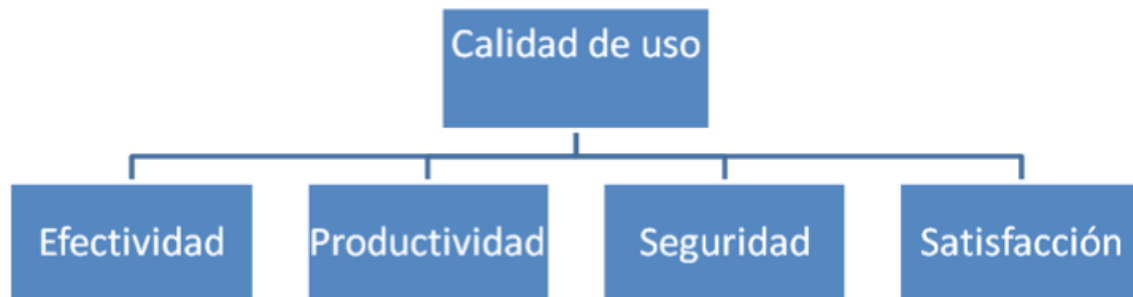 Calidad de uso
Efectividad
Productividad
Seguridad
Satisfacción